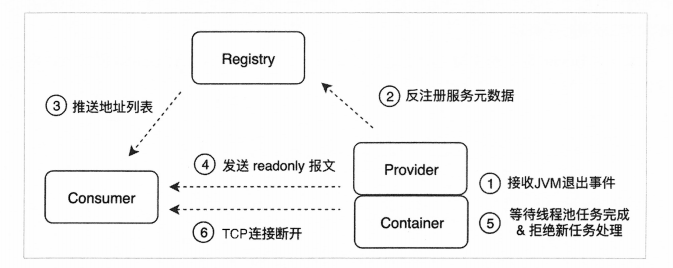 Registry
③ 推送地址列表
② 反注册服务元数据
④ 发送 readonly 报文
Provider
① 接收JVM退出事件
Consumer
Container
⑤ 等待线程池任务完成
& 拒绝新任务处理
⑥ TCP连接断开